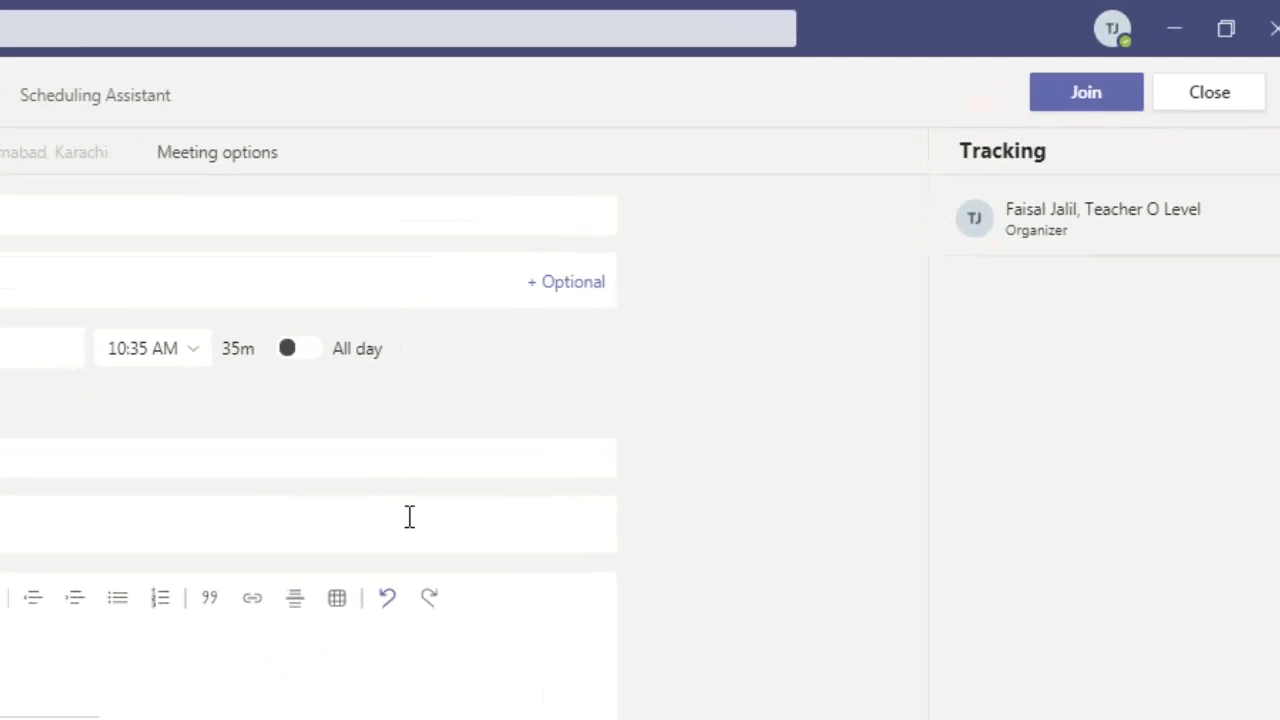 TJ
Scheduling Assistant
Join
Close
mabad, Karachi
Meeting options
Tracking
TJ
Faisal Jalil, Teacher O Level
Organizer
+ Optional
10:35 AM
35m
All day